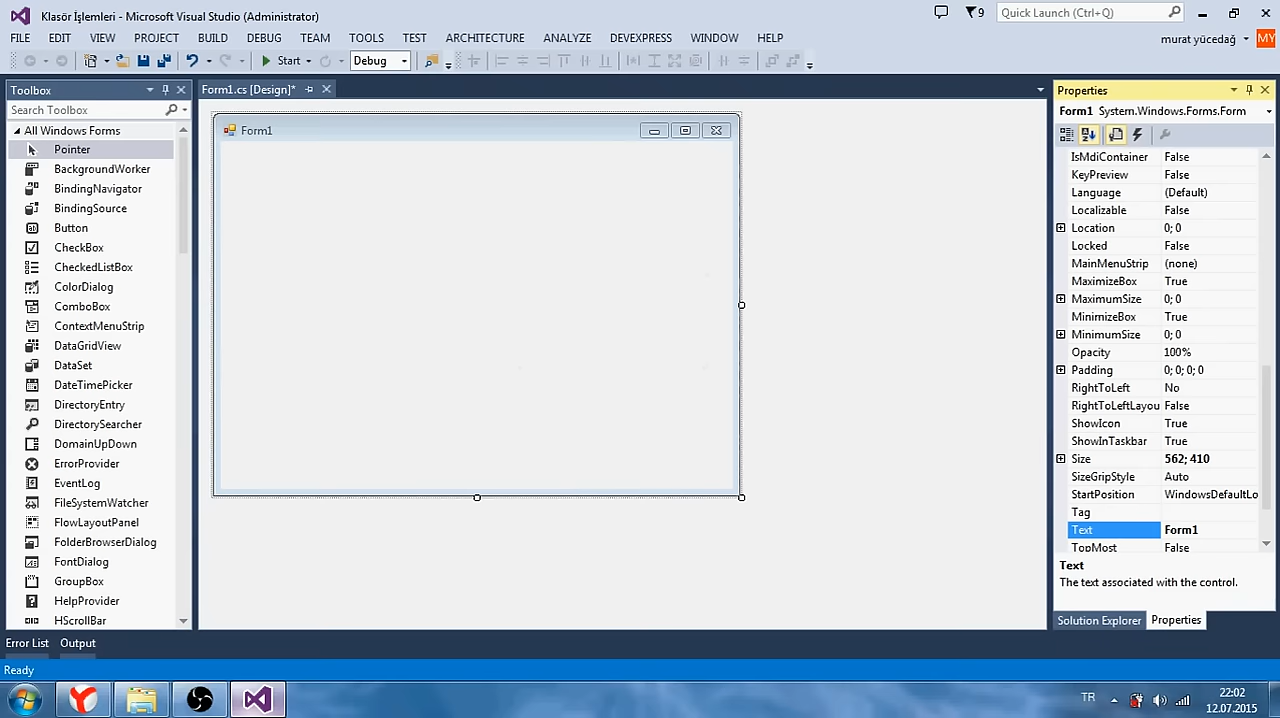 Klasör İşlemleri - Microsoft Visual Studio (Administrator)
9
Quick Launch (Ctrl+Q)
FILE EDIT VIEW PROJECT BUILD DEBUG TEAM TOOLS TEST ARCHITECTURE ANALYZE DEVEXPRESS WINDOW HELP
murat yücedağ
MY
Start
Debug
Toolbox
Search Toolbox
All Windows Forms
Pointer
BackgroundWorker
BindingNavigator
BindingSource
Button
CheckBox
CheckedListBox
ColorDialog
ComboBox
ContextMenuStrip
DataGridView
DataSet
DateTimePicker
DirectoryEntry
DirectorySearcher
DomainUpDown
ErrorProvider
EventLog
FileSystemWatcher
FlowLayoutPanel
FolderBrowserDialog
FontDialog
GroupBox
HelpProvider
HScrollBar
Form1.cs [Design]*
Form1
Properties
Form1 System.Windows.Forms.Form
IsMdiContainer False
KeyPreview False
Language (Default)
Localizable False
Location 0; 0
Locked False
MainMenuStrip (none)
MaximizeBox True
MaximumSize 0; 0
MinimizeBox True
MinimumSize 0; 0
Opacity 100%
Padding 0; 0; 0; 0
RightToLeft No
RightToLeftLayou False
ShowIcon True
ShowInTaskbar True
Size 562; 410
SizeGripStyle Auto
StartPosition WindowsDefaultLo
Tag
Text Form1
TopMost False
Text
The text associated with the control.
Solution Explorer Properties
Error List Output
Ready
TR
22:02
12.07.2015